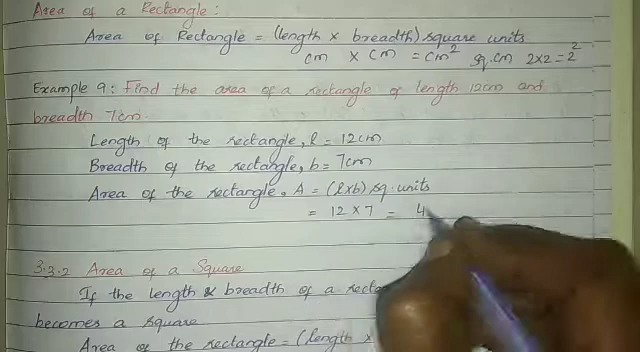 Area of a Rectangle:
Area of Rectangle = (length × breadth) square units
cm × cm = cm² sq.cm 2×2=2²
Example 9: Find the area of a rectangle of length 12cm and
breadth 7cm.
Length of the rectangle, l = 12cm
Breadth of the rectangle, b = 7cm
Area of the rectangle. A = (l×b) sq.units
= 12 × 7 = 4
3.3.2 Area of a Square
If the length & breadth of a
becomes a square
Area of the rectangle = (length ×